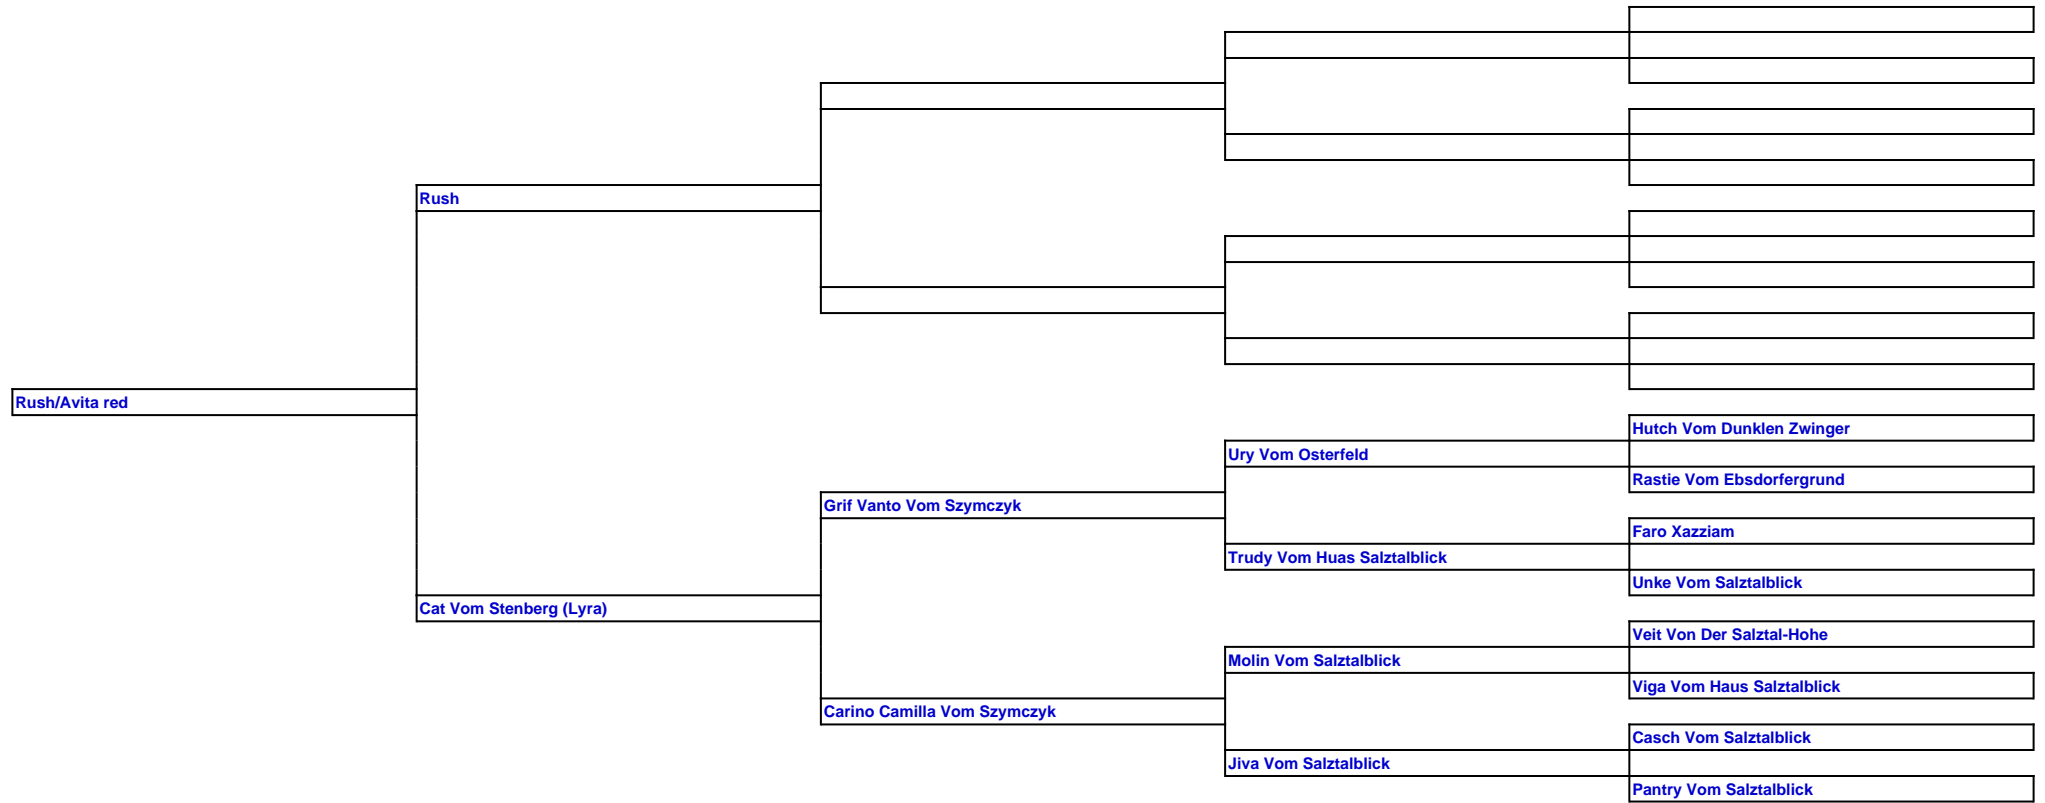 Rush
Rush/Avita red
Hutch Vom Dunklen Zwinger
Ury Vom Osterfeld
Rastie Vom Ebsdorfergrund
Grif Vanto Vom Szymczyk
Faro Xazziam
Trudy Vom Huas Salztalblick
Unke Vom Salztalblick
Cat Vom Stenberg (Lyra)
Veit Von Der Salztal-Hohe
Molin Vom Salztalblick
Viga Vom Haus Salztalblick
Carino Camilla Vom Szymczyk
Casch Vom Salztalblick
Jiva Vom Salztalblick
Pantry Vom Salztalblick